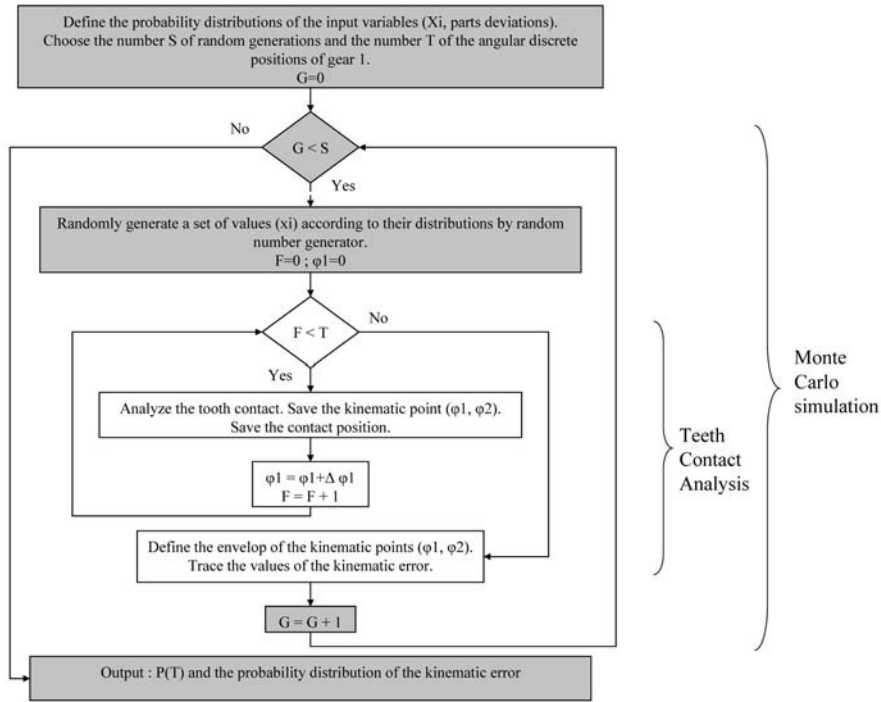 Define the probability distributions of the input variables (Xi, parts deviations).
Choose the number S of random generations and the number T of the angular discrete
positions of gear 1.
G=0
No
G < S
Yes
Randomly generate a set of values (xi) according to their distributions by random
number generator.
F=0 ; φ1=0
F < T
No
Yes
Analyze the tooth contact. Save the kinematic point (φ1, φ2).
Save the contact position.
φ1 = φ1+Δ φ1
F = F + 1
Define the envelop of the kinematic points (φ1, φ2).
Trace the values of the kinematic error.
G = G + 1
Output : P(T) and the probability distribution of the kinematic error
Teeth
Contact
Analysis
Monte
Carlo
simulation